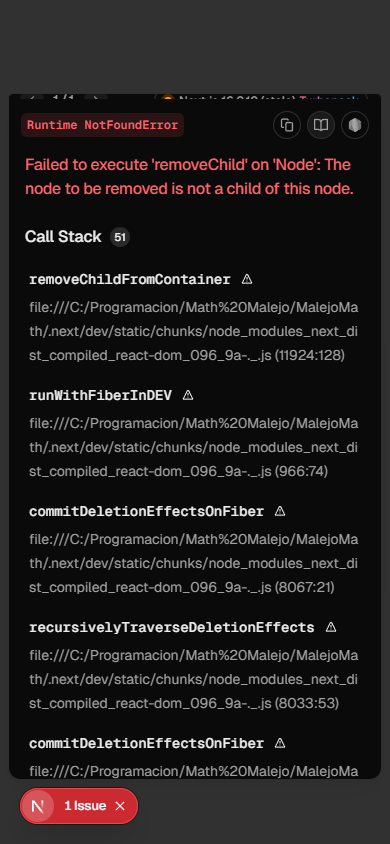 1/1
Runtime NotFoundError
Failed to execute 'removeChild' on 'Node': The
node to be removed is not a child of this node.
Call Stack 51
removeChildFromContainer
file:///C:/Programacion/Math%20Malejo/MalejoMa
th/.next/dev/static/chunks/node_modules_next_di
st_compiled_react-dom_096_9a-._.js (11924:128)
runWithFiberInDEV
file:///C:/Programacion/Math%20Malejo/MalejoMa
th/.next/dev/static/chunks/node_modules_next_di
st_compiled_react-dom_096_9a-._.js (966:74)
commitDeletionEffectsOnFiber
file:///C:/Programacion/Math%20Malejo/MalejoMa
th/.next/dev/static/chunks/node_modules_next_di
st_compiled_react-dom_096_9a-._.js (8067:21)
recursivelyTraverseDeletionEffects
file:///C:/Programacion/Math%20Malejo/MalejoMa
th/.next/dev/static/chunks/node_modules_next_di
st_compiled_react-dom_096_9a-._.js (8033:53)
commitDeletionEffectsOnFiber
file:///C:/Programacion/Math%20Malejo/MalejoMa
N 1 Issue